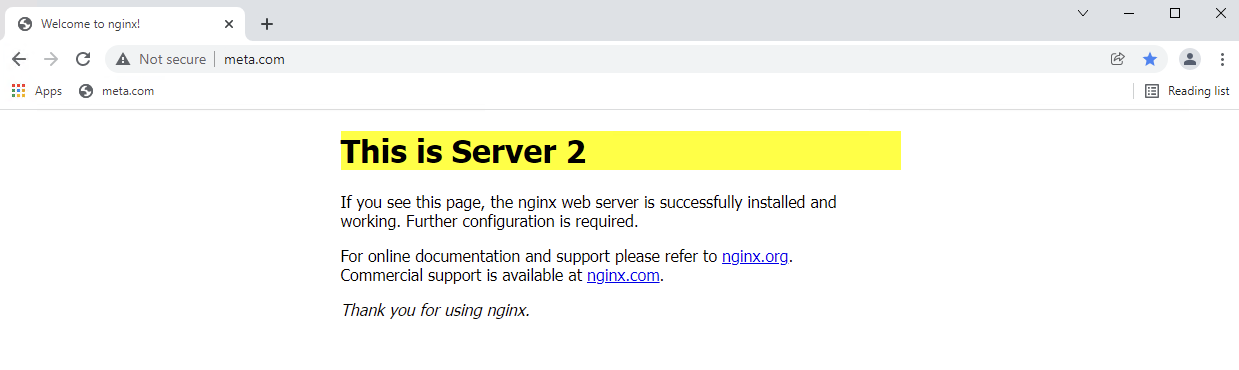 Welcome to nginx!
Not secure | meta.com
Apps meta.com Reading list
This is Server 2
If you see this page, the nginx web server is successfully installed and
working. Further configuration is required.
For online documentation and support please refer to nginx.org.
Commercial support is available at nginx.com.
Thank you for using nginx.